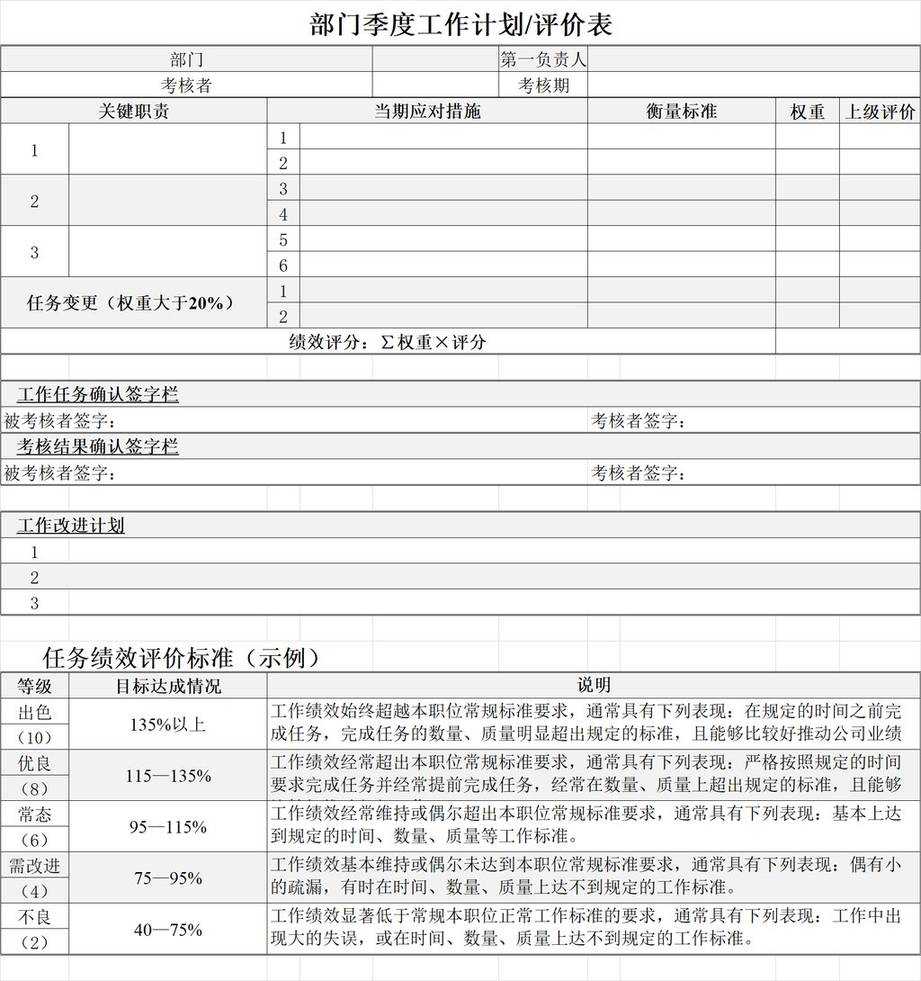 部门季度工作计划/评价表
部门 第一负责人
考核者 考核期
关键职责 当期应对措施 衡量标准 权重 上级评价
1 1
2
2 3
4
3 5
6
任务变更（权重大于20%） 1
2
绩效评分：∑权重×评分
工作任务确认签字栏
被考核者签字： 考核者签字：
考核结果确认签字栏
被考核者签字： 考核者签字：
工作改进计划
1
2
3
任务绩效评价标准（示例）
等级 目标达成情况 说明
出色
（10）
135%以上
工作绩效始终超越本职位常规标准要求，通常具有下列表现：在规定的时间之前完
成任务，完成任务的数量、质量明显超出规定的标准，且能够比较好推动公司业绩
优良
（8）
115—135%
工作绩效经常超出本职位常规标准要求，通常具有下列表现：严格按照规定的时间
要求完成任务并经常提前完成任务，经常在数量、质量上超出规定的标准，且能够
常态
（6）
95—115%
工作绩效经常维持或偶尔超出本职位常规标准要求，通常具有下列表现：基本上达
到规定的时间、数量、质量等工作标准。
需改进
（4）
75—95%
工作绩效基本维持或偶尔未达到本职位常规标准要求，通常具有下列表现：偶有小
的疏漏，有时在时间、数量、质量上达不到规定的工作标准。
不良
（2）
40—75%
工作绩效显著低于常规本职位正常工作标准的要求，通常具有下列表现：工作中出
现大的失误，或在时间、数量、质量上达不到规定的工作标准。